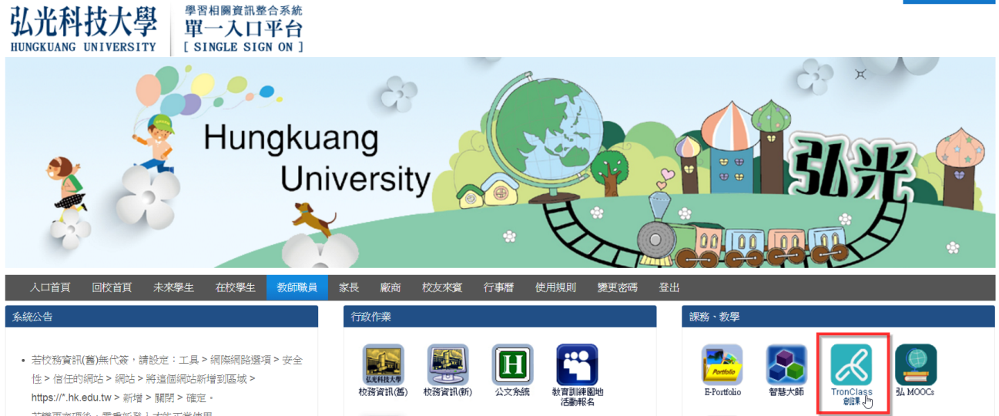 弘光科技大學
HUNGKUANG UNIVERSITY
學習相關資訊整合系統
單一入口平台
[ SINGLE SIGN ON ]
Hungkuang
University
弘光
入口首頁 回校首頁 未來學生 在校學生 教師職員 家長 廠商 校友來賓 行事曆 使用規則 變更密碼 登出
系統公告
• 若校務資訊(舊)無代簽，請設定：工具 > 網際網路選項 > 安全
性 > 信任的網站 > 網站 > 將這個網站新增到區域 >
https://*.hk.edu.tw > 新增 > 關閉 > 確定。
行政作業
弘光科技大學
校務資訊(舊)
校務資訊(新)
H
公文系統
教育訓練園地
活動報名
課務、教學
Portfolio
E-Portfolio
智慧大師
TronClass
創課
弘 MOOCs